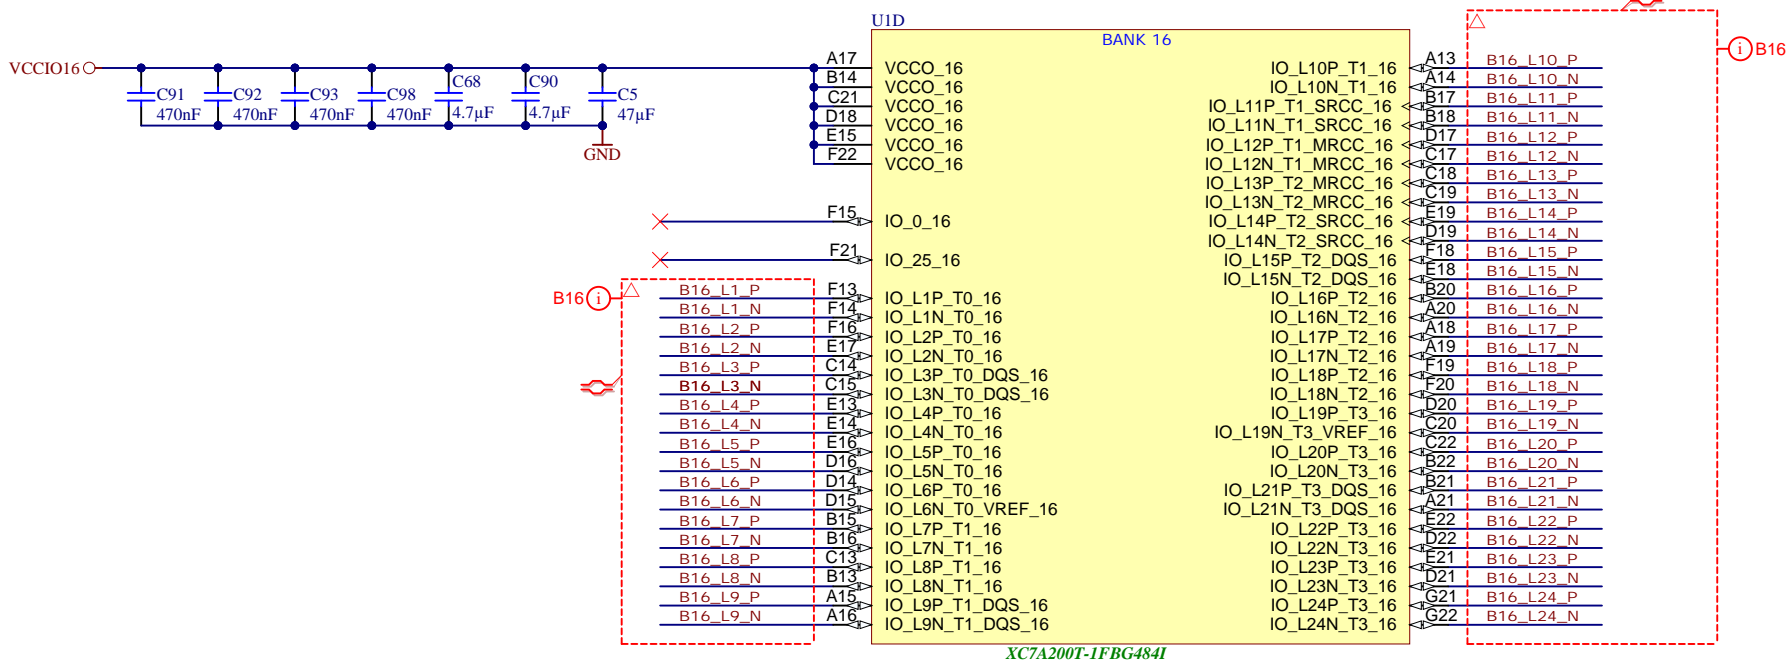 U1D
BANK 16
VCCIO16
C91
470nF
C92
470nF
C93
470nF
C98
470nF
C68
4.7µF
C90
4.7µF
C5
47µF
GND
A17 VCCO_16
B14 VCCO_16
C21 VCCO_16
D18 VCCO_16
E15 VCCO_16
F22 VCCO_16
F15 IO_0_16
F21 IO_25_16
B16 i
B16_L1_P F13 IO_L1P_T0_16
B16_L1_N F14 IO_L1N_T0_16
B16_L2_P F16 IO_L2P_T0_16
B16_L2_N E17 IO_L2N_T0_16
B16_L3_P C14 IO_L3P_T0_DQS_16
B16_L3_N C15 IO_L3N_T0_DQS_16
B16_L4_P E13 IO_L4P_T0_16
B16_L4_N E14 IO_L4N_T0_16
B16_L5_P E16 IO_L5P_T0_16
B16_L5_N D16 IO_L5N_T0_16
B16_L6_P D14 IO_L6P_T0_16
B16_L6_N D15 IO_L6N_T0_VREF_16
B16_L7_P B15 IO_L7P_T1_16
B16_L7_N B16 IO_L7N_T1_16
B16_L8_P C13 IO_L8P_T1_16
B16_L8_N B13 IO_L8N_T1_16
B16_L9_P A15 IO_L9P_T1_DQS_16
B16_L9_N A16 IO_L9N_T1_DQS_16
IO_L10P_T1_16 A13 B16_L10_P
IO_L10N_T1_16 A14 B16_L10_N
IO_L11P_T1_SRCC_16 B17 B16_L11_P
IO_L11N_T1_SRCC_16 B18 B16_L11_N
IO_L12P_T1_MRCC_16 D17 B16_L12_P
IO_L12N_T1_MRCC_16 C17 B16_L12_N
IO_L13P_T2_MRCC_16 C18 B16_L13_P
IO_L13N_T2_MRCC_16 C19 B16_L13_N
IO_L14P_T2_SRCC_16 E19 B16_L14_P
IO_L14N_T2_SRCC_16 D19 B16_L14_N
IO_L15P_T2_DQS_16 F18 B16_L15_P
IO_L15N_T2_DQS_16 E18 B16_L15_N
IO_L16P_T2_16 B20 B16_L16_P
IO_L16N_T2_16 A20 B16_L16_N
IO_L17P_T2_16 A18 B16_L17_P
IO_L17N_T2_16 A19 B16_L17_N
IO_L18P_T2_16 F19 B16_L18_P
IO_L18N_T2_16 F20 B16_L18_N
IO_L19P_T3_16 D20 B16_L19_P
IO_L19N_T3_VREF_16 C20 B16_L19_N
IO_L20P_T3_16 C22 B16_L20_P
IO_L20N_T3_16 B22 B16_L20_N
IO_L21P_T3_DQS_16 B21 B16_L21_P
IO_L21N_T3_DQS_16 A21 B16_L21_N
IO_L22P_T3_16 E22 B16_L22_P
IO_L22N_T3_16 D22 B16_L22_N
IO_L23P_T3_16 E21 B16_L23_P
IO_L23N_T3_16 D21 B16_L23_N
IO_L24P_T3_16 G21 B16_L24_P
IO_L24N_T3_16 G22 B16_L24_N
i B16
XC7A200T-1FBG484I